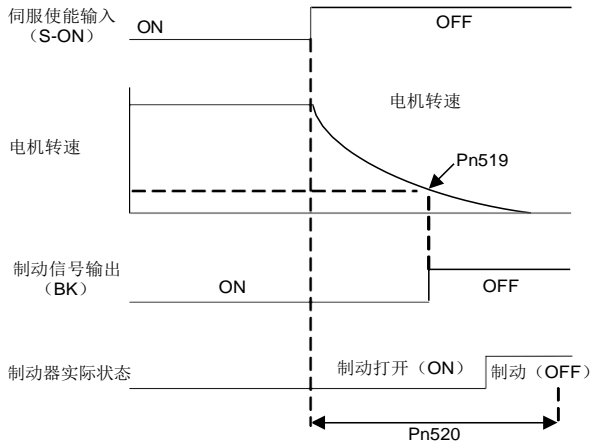 伺服使能输入
（S-ON）
ON
OFF
电机转速
电机转速
Pn519
制动信号输出
（BK）
ON
OFF
制动器实际状态
制动打开（ON）
制动（OFF）
Pn520